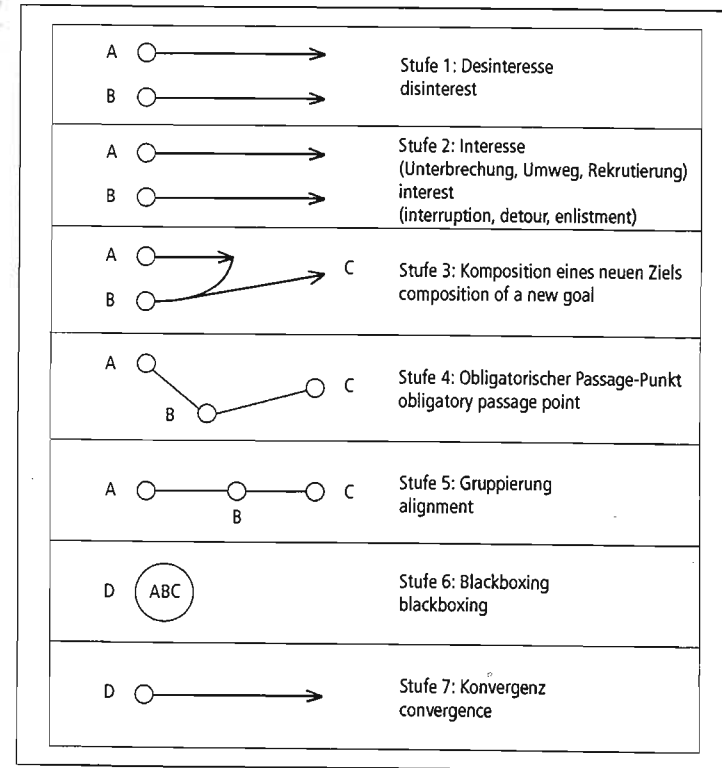 A
B
Stufe 1: Desinteresse
disinterest
A
B
Stufe 2: Interesse
(Unterbrechung, Umweg, Rekrutierung)
interest
(interruption, detour, enlistment)
A
B
C
Stufe 3: Komposition eines neuen Ziels
composition of a new goal
A
B
C
Stufe 4: Obligatorischer Passage-Punkt
obligatory passage point
A
B
C
Stufe 5: Gruppierung
alignment
D
ABC
Stufe 6: Blackboxing
blackboxing
D
Stufe 7: Konvergenz
convergence